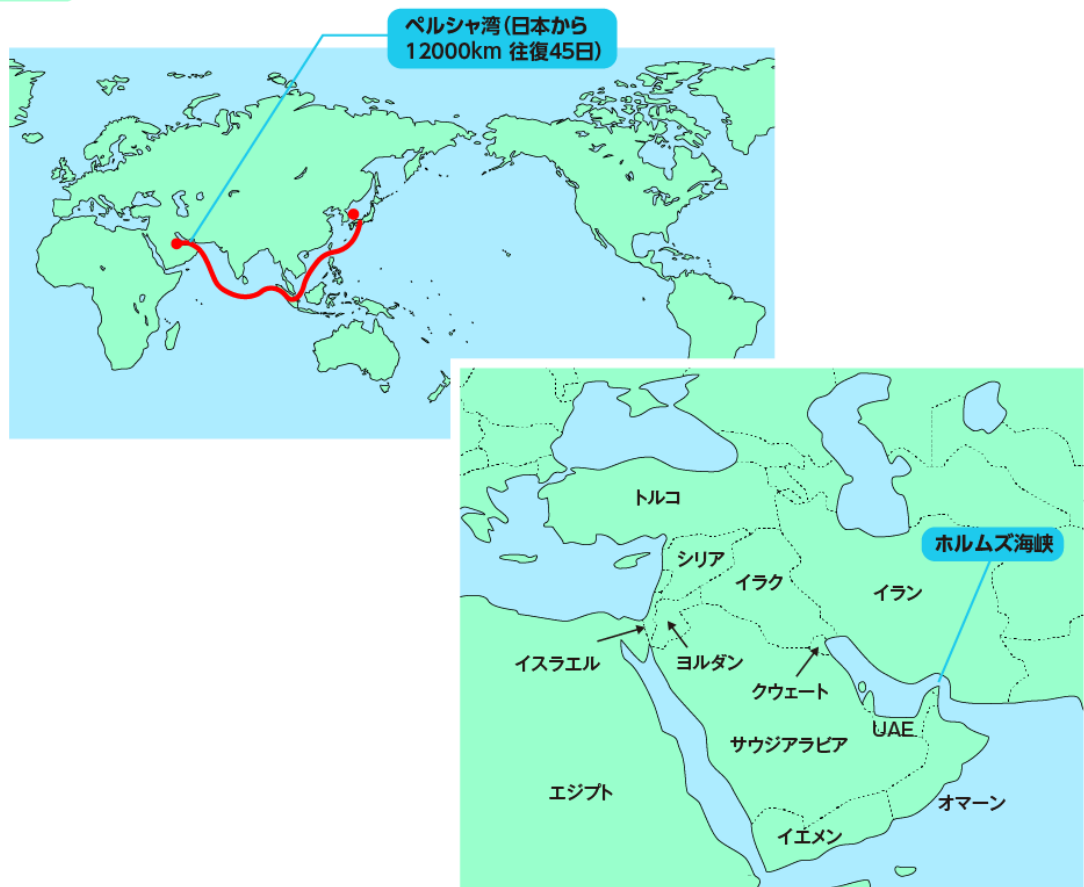 ペルシャ湾(日本から
12000km 往復45日)
トルコ
ホルムズ海峡
シリア
イラク
イラン
イスラエル
ヨルダン
クウェート
UAE
サウジアラビア
エジプト
オマーン
イエメン